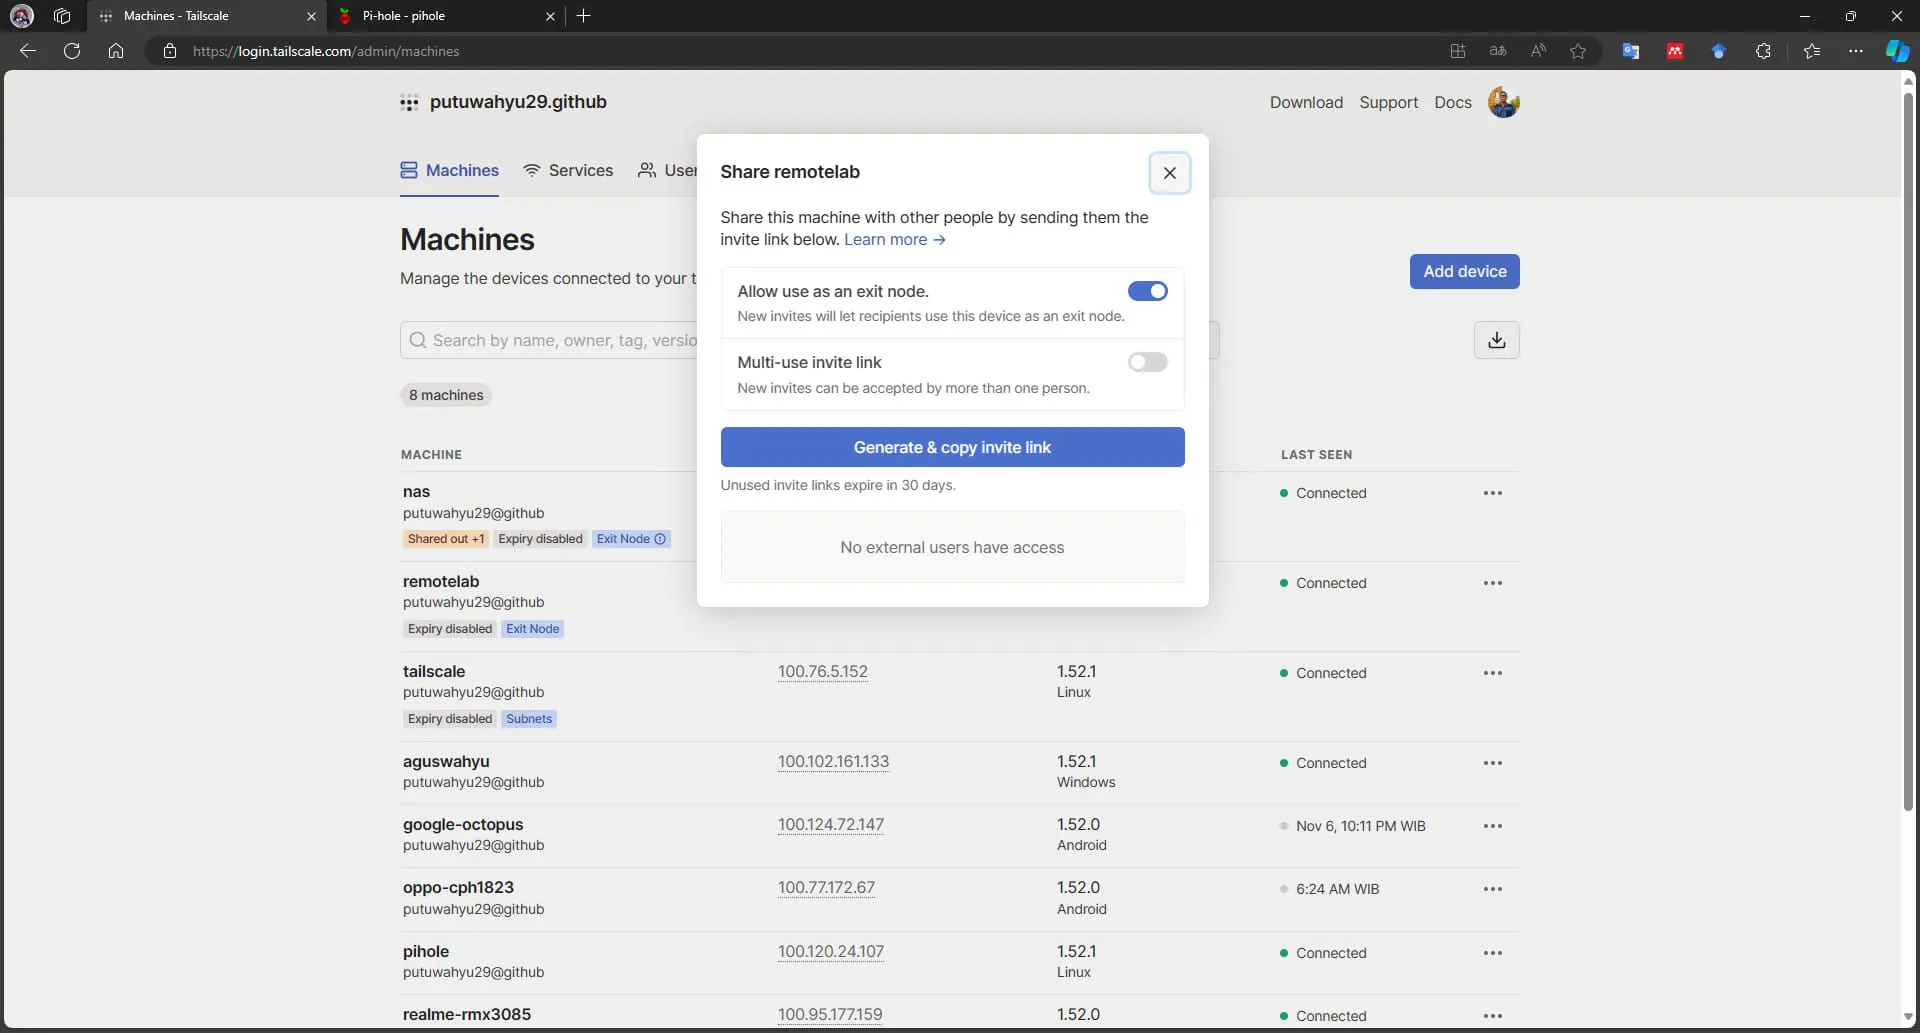 Machines - Tailscale
Pi-hole - pihole
https://login.tailscale.com/admin/machines
putuwahyu29.github
Download Support Docs
Machines Services User
Share remotelab
Share this machine with other people by sending them the
invite link below. Learn more →
Allow use as an exit node.
New invites will let recipients use this device as an exit node.
Multi-use invite link
New invites can be accepted by more than one person.
Generate & copy invite link
Unused invite links expire in 30 days.
No external users have access
Machines
Manage the devices connected to your t
Add device
Search by name, owner, tag, versio
8 machines
MACHINE LAST SEEN
nas Connected
putuwahyu29@github
Shared out +1 Expiry disabled Exit Node
remotelab Connected
putuwahyu29@github
Expiry disabled Exit Node
tailscale 100.76.5.152 1.52.1 Connected
putuwahyu29@github Linux
Expiry disabled Subnets
aguswahyu 100.102.161.133 1.52.1 Connected
putuwahyu29@github Windows
google-octopus 100.124.72.147 1.52.0 Nov 6, 10:11 PM WIB
putuwahyu29@github Android
oppo-cph1823 100.77.172.67 1.52.0 6:24 AM WIB
putuwahyu29@github Android
pihole 100.120.24.107 1.52.1 Connected
putuwahyu29@github Linux
realme-rmx3085 100.95.177.159 1.52.0 Connected